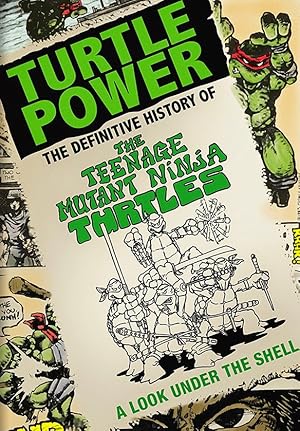 TURTLE
POWER
THE DEFINITIVE HISTORY OF
THE
TEENAGE
MUTANT NINJA
TURTLES
A LOOK UNDER THE SHELL